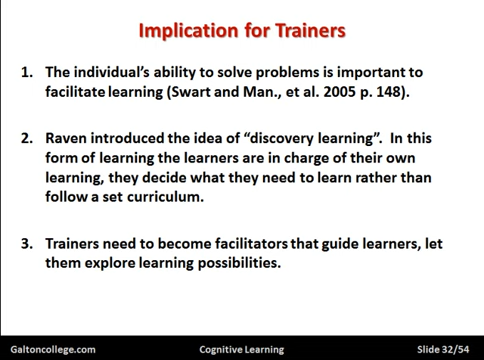 Implication for Trainers
1. The individual's ability to solve problems is important to
facilitate learning (Swart and Man., et al. 2005 p. 148).
2. Raven introduced the idea of "discovery learning". In this
form of learning the learners are in charge of their own
learning, they decide what they need to learn rather than
follow a set curriculum.
3. Trainers need to become facilitators that guide learners, let
them explore learning possibilities.
Galtoncollege.com Cognitive Learning Slide 32/54